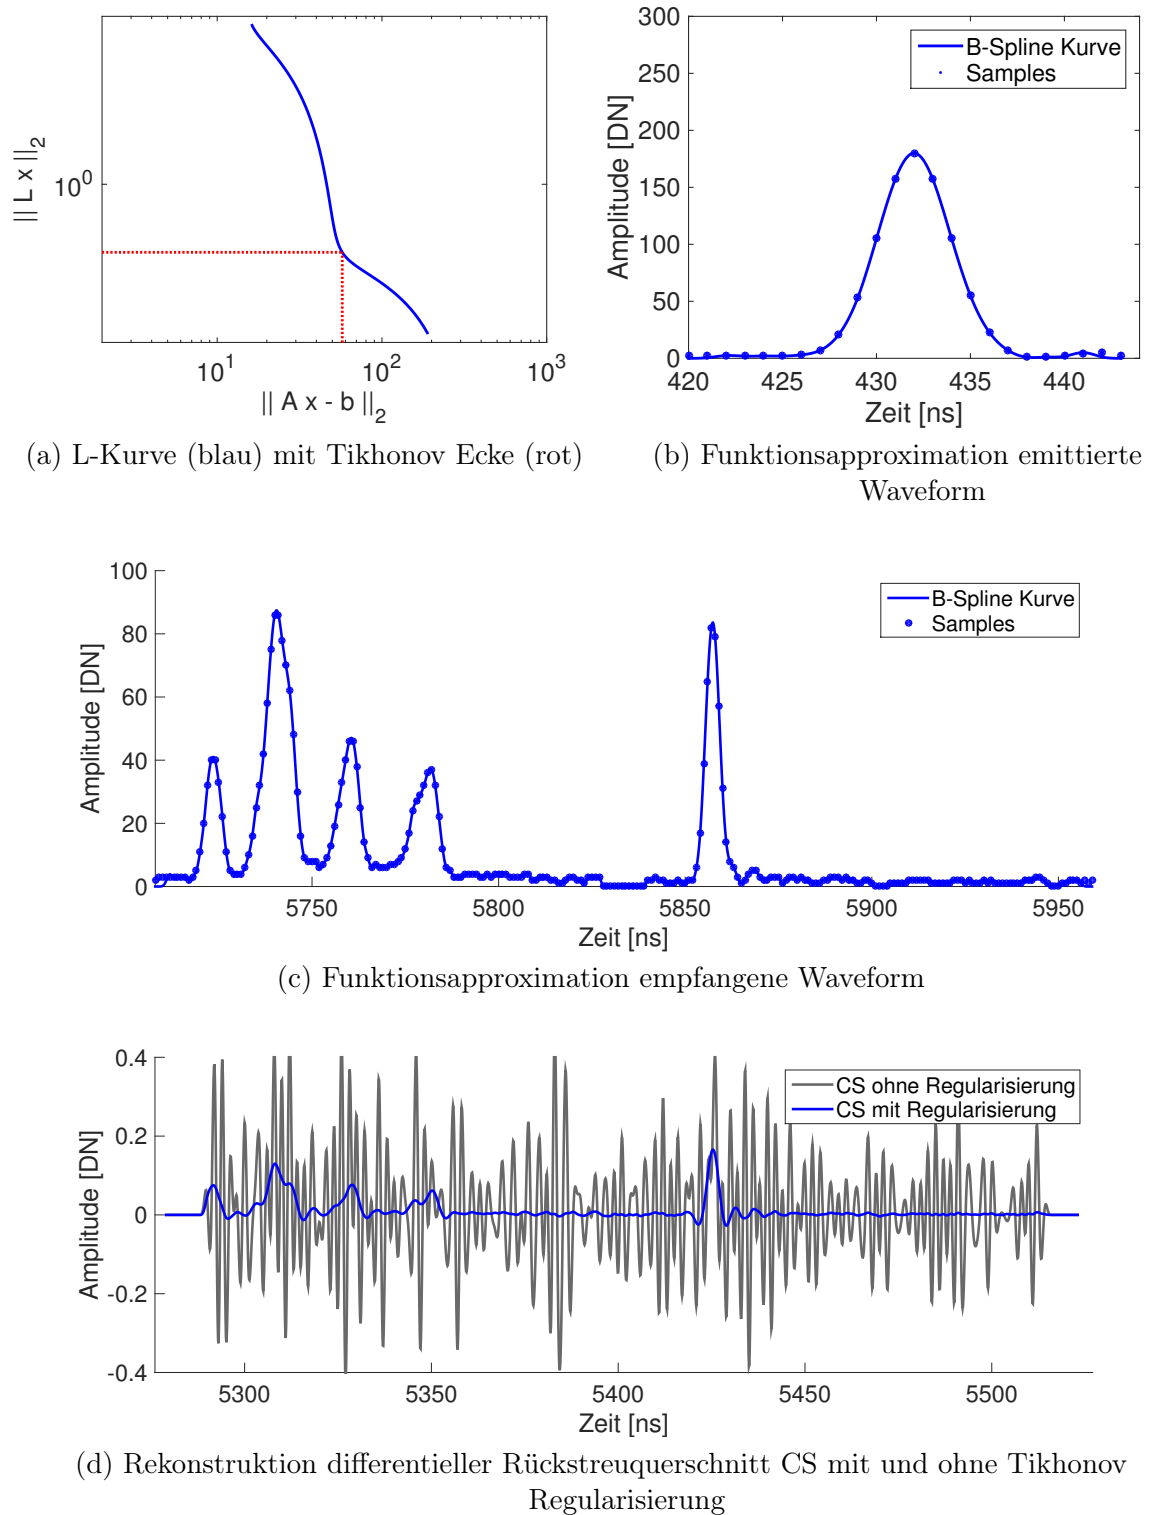 10^0
|| L x ||_2
10^1 10^2 10^3
|| A x - b ||_2
(a) L-Kurve (blau) mit Tikhonov Ecke (rot)
300
250
200
150
100
50
0
Amplitude [DN]
B-Spline Kurve
Samples
420 425 430 435 440
Zeit [ns]
(b) Funktionsapproximation emittierte
Waveform
100
80
60
40
20
0
Amplitude [DN]
B-Spline Kurve
Samples
5750 5800 5850 5900 5950
Zeit [ns]
(c) Funktionsapproximation empfangene Waveform
0.4
0.2
0
-0.2
-0.4
Amplitude [DN]
CS ohne Regularisierung
CS mit Regularisierung
5300 5350 5400 5450 5500
Zeit [ns]
(d) Rekonstruktion differentieller Rückstreuquerschnitt CS mit und ohne Tikhonov
Regularisierung